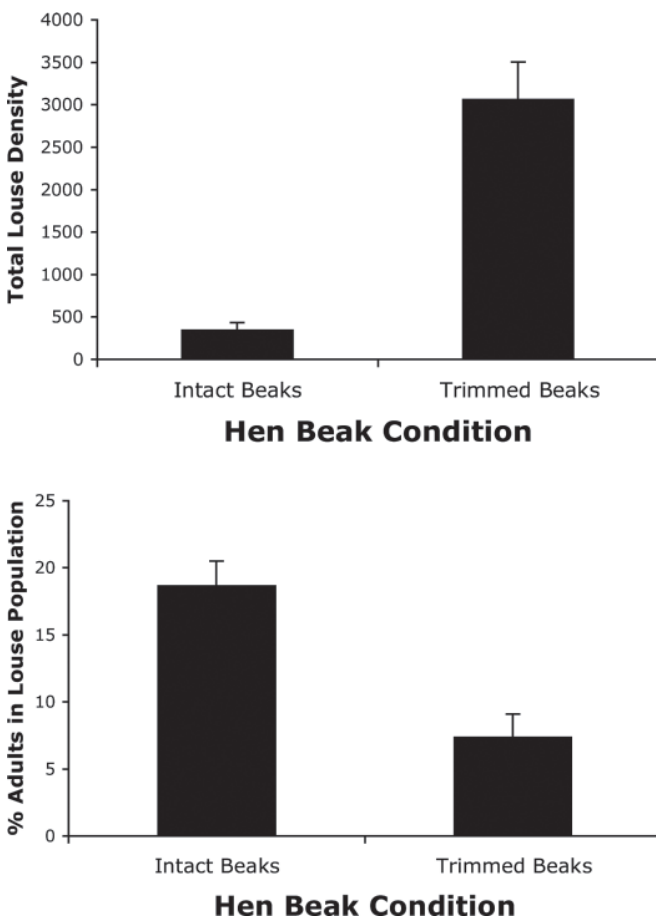 Total Louse Density
4000
3500
3000
2500
2000
1500
1000
500
0
Intact Beaks
Trimmed Beaks
Hen Beak Condition
% Adults in Louse Population
25
20
15
10
5
0
Intact Beaks
Trimmed Beaks
Hen Beak Condition